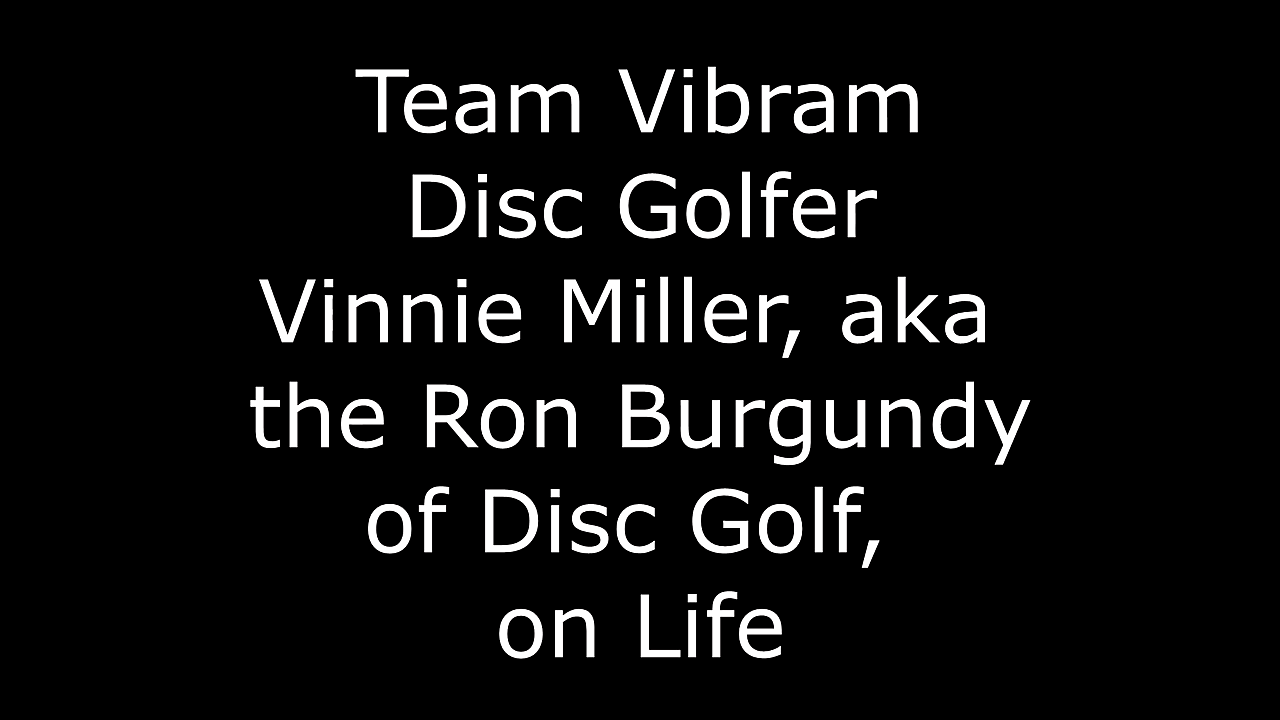 Team Vibram
Disc Golfer
Vinnie Miller, aka
the Ron Burgundy
of Disc Golf,
on Life